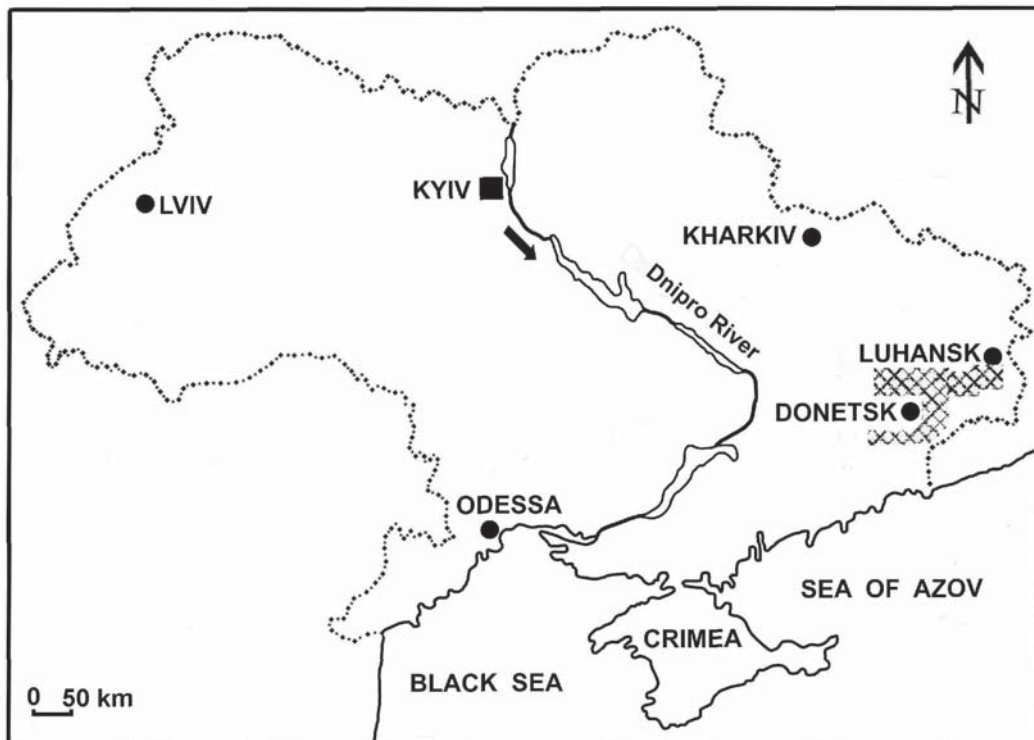 N
KYIV
LVIV
KHARKIV
Dnipro River
LUHANSK
DONETSK
ODESSA
SEA OF AZOV
CRIMEA
BLACK SEA
0 50 km